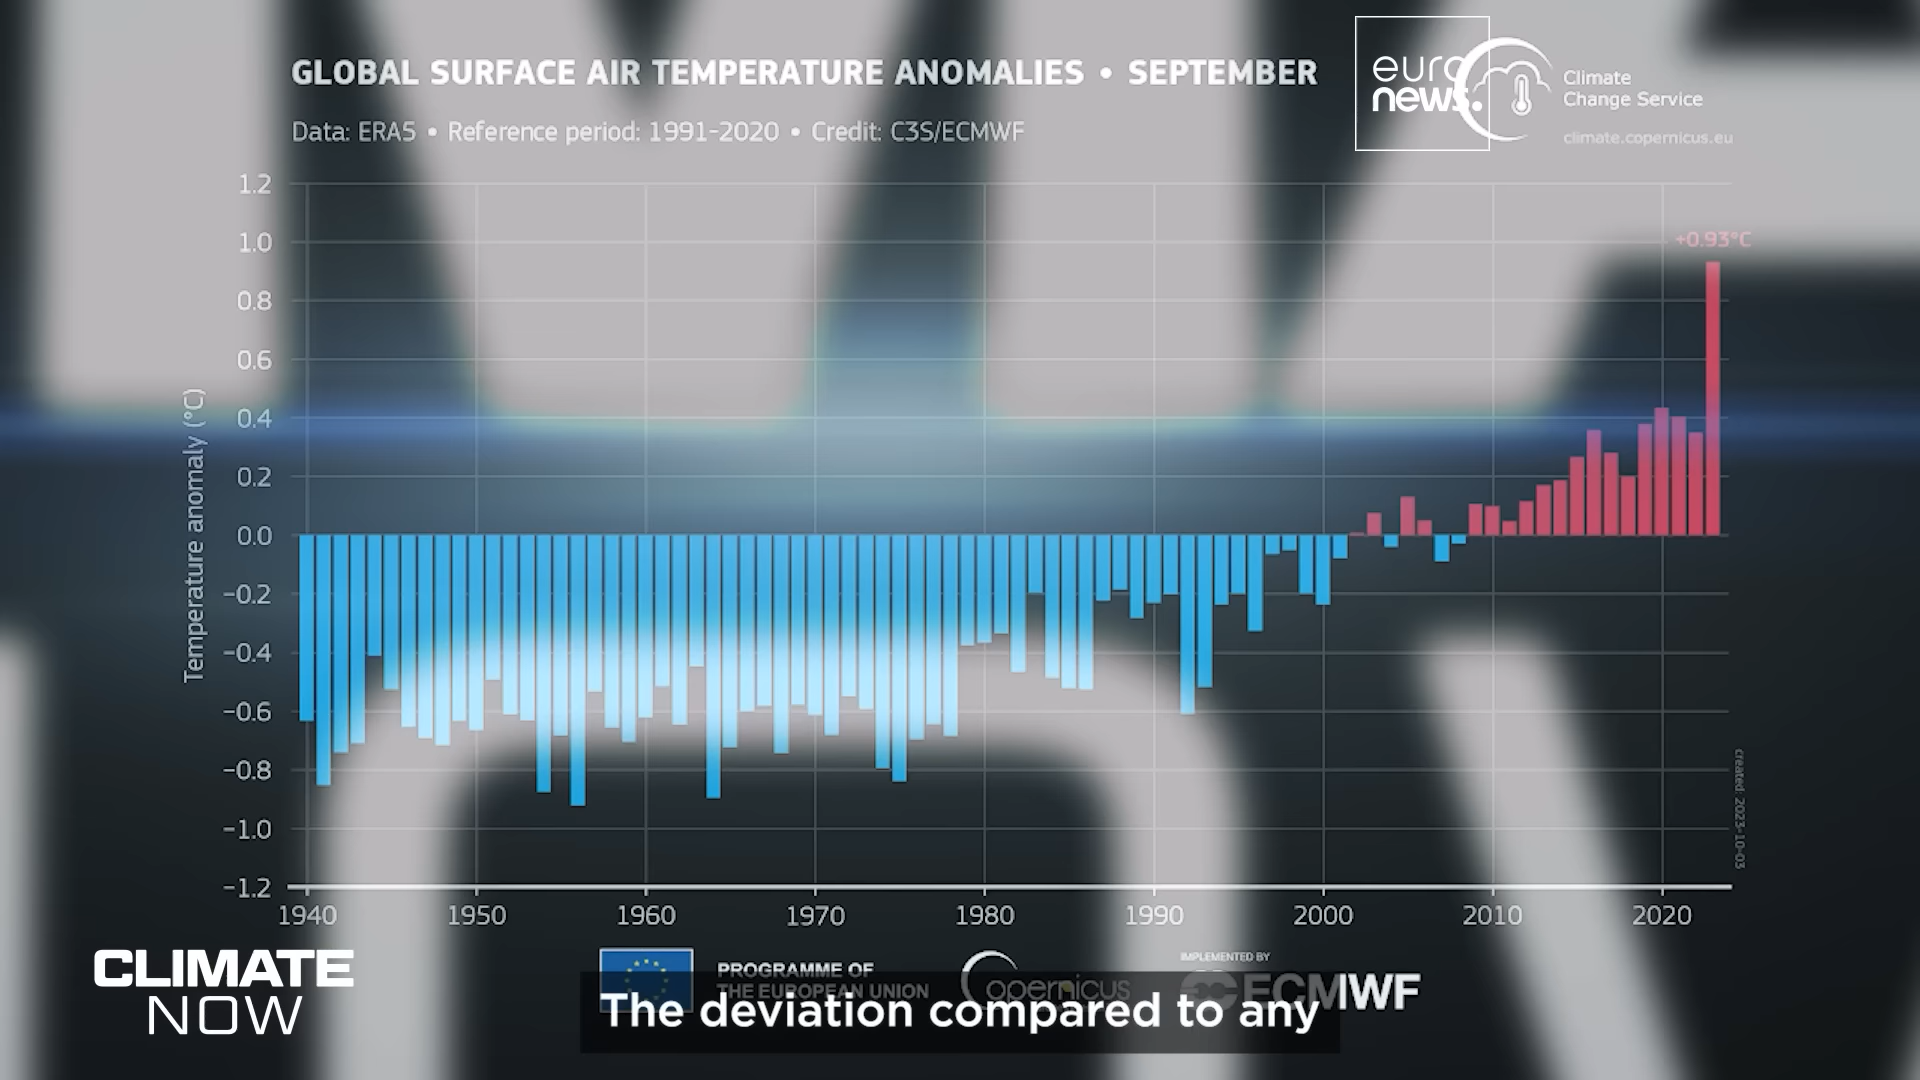 GLOBAL SURFACE AIR TEMPERATURE ANOMALIES • SEPTEMBER
Data: ERA5 • Reference period: 1991-2020 • Credit: C3S/ECMWF
euro
news.
Climate
Change Service
climate.copernicus.eu
1.2
1.0
0.8
0.6
0.4
0.2
0.0
−0.2
−0.4
−0.6
−0.8
−1.0
−1.2
Temperature anomaly (°C)
+0.93°C
1940 1950 1960 1970 1980 1990 2000 2010 2020
created: 2023-10-03
CLIMATE
NOW
PROGRAMME OF
THE EUROPEAN UNION
opernicus
IMPLEMENTED BY
ECMWF
The deviation compared to any